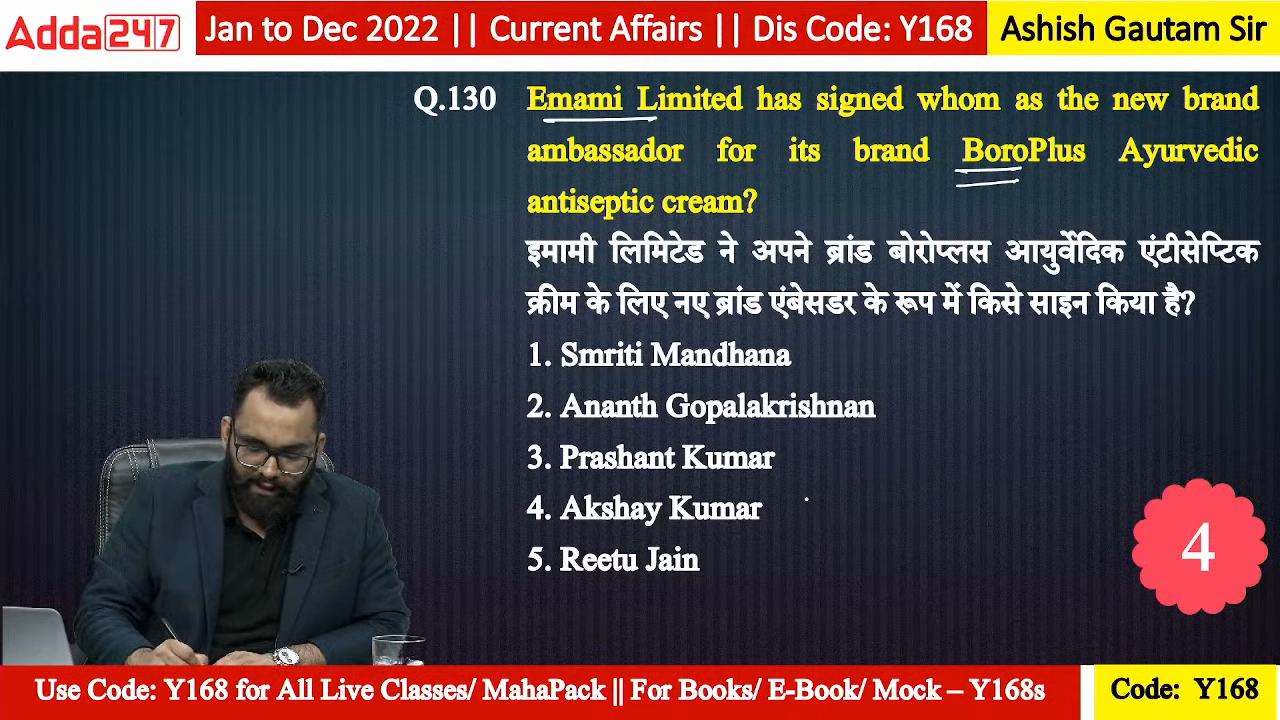 Adda247 Jan to Dec 2022 || Current Affairs || Dis Code: Y168 Ashish Gautam Sir
Q.130 Emami Limited has signed whom as the new brand
ambassador for its brand BoroPlus Ayurvedic
antiseptic cream?
इमामी लिमिटेड ने अपने ब्रांड बोरोप्लस आयुर्वेदिक एंटीसेप्टिक
क्रीम के लिए नए ब्रांड एंबेसडर के रूप में किसे साइन किया है?
1. Smriti Mandhana
2. Ananth Gopalakrishnan
3. Prashant Kumar
4. Akshay Kumar
5. Reetu Jain
4
Use Code: Y168 for All Live Classes/ MahaPack || For Books/ E-Book/ Mock – Y168s Code: Y168